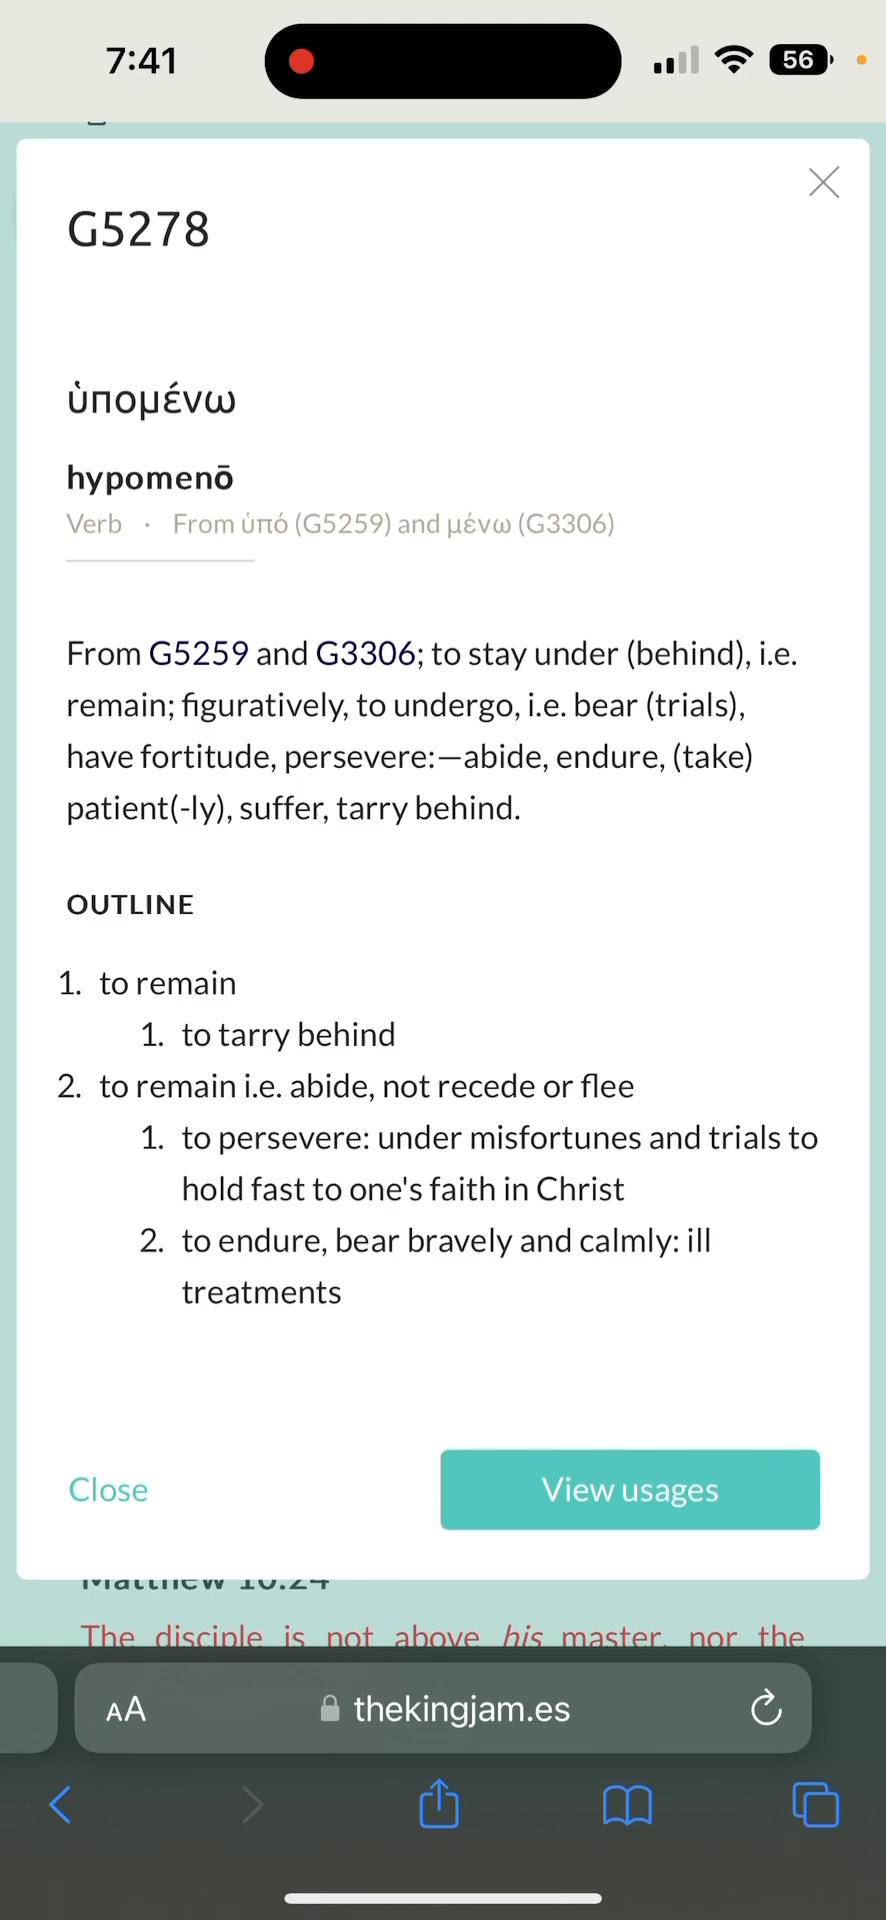 7:41
56
G5278
ὑπομένω
hypomenō
Verb · From ὑπό (G5259) and μένω (G3306)
From G5259 and G3306; to stay under (behind), i.e.
remain; figuratively, to undergo, i.e. bear (trials),
have fortitude, persevere:—abide, endure, (take)
patient(-ly), suffer, tarry behind.
OUTLINE
1. to remain
1. to tarry behind
2. to remain i.e. abide, not recede or flee
1. to persevere: under misfortunes and trials to
hold fast to one's faith in Christ
2. to endure, bear bravely and calmly: ill
treatments
Close
View usages
Matthew 10:24
The disciple is not above his master, nor the
AA
thekingjam.es